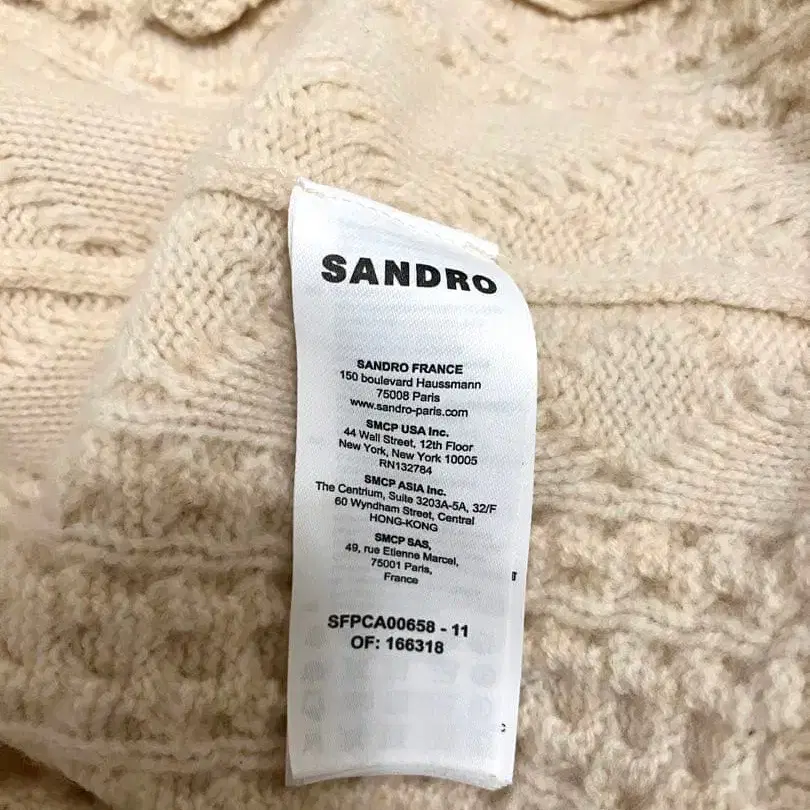 SANDRO
SANDRO FRANCE
150 boulevard Haussmann
75008 Paris
www.sandro-paris.com
SMCP USA Inc.
44 Wall Street, 12th Floor
New York, New York 10005
RN132784
SMCP ASIA Inc.
The Centrium, Suite 3203A-5A, 32/F
60 Wyndham Street, Central
HONG-KONG
SMCP SAS,
49, rue Etienne Marcel,
75001 Paris,
France
SFPCA00658 - 11
OF: 166318